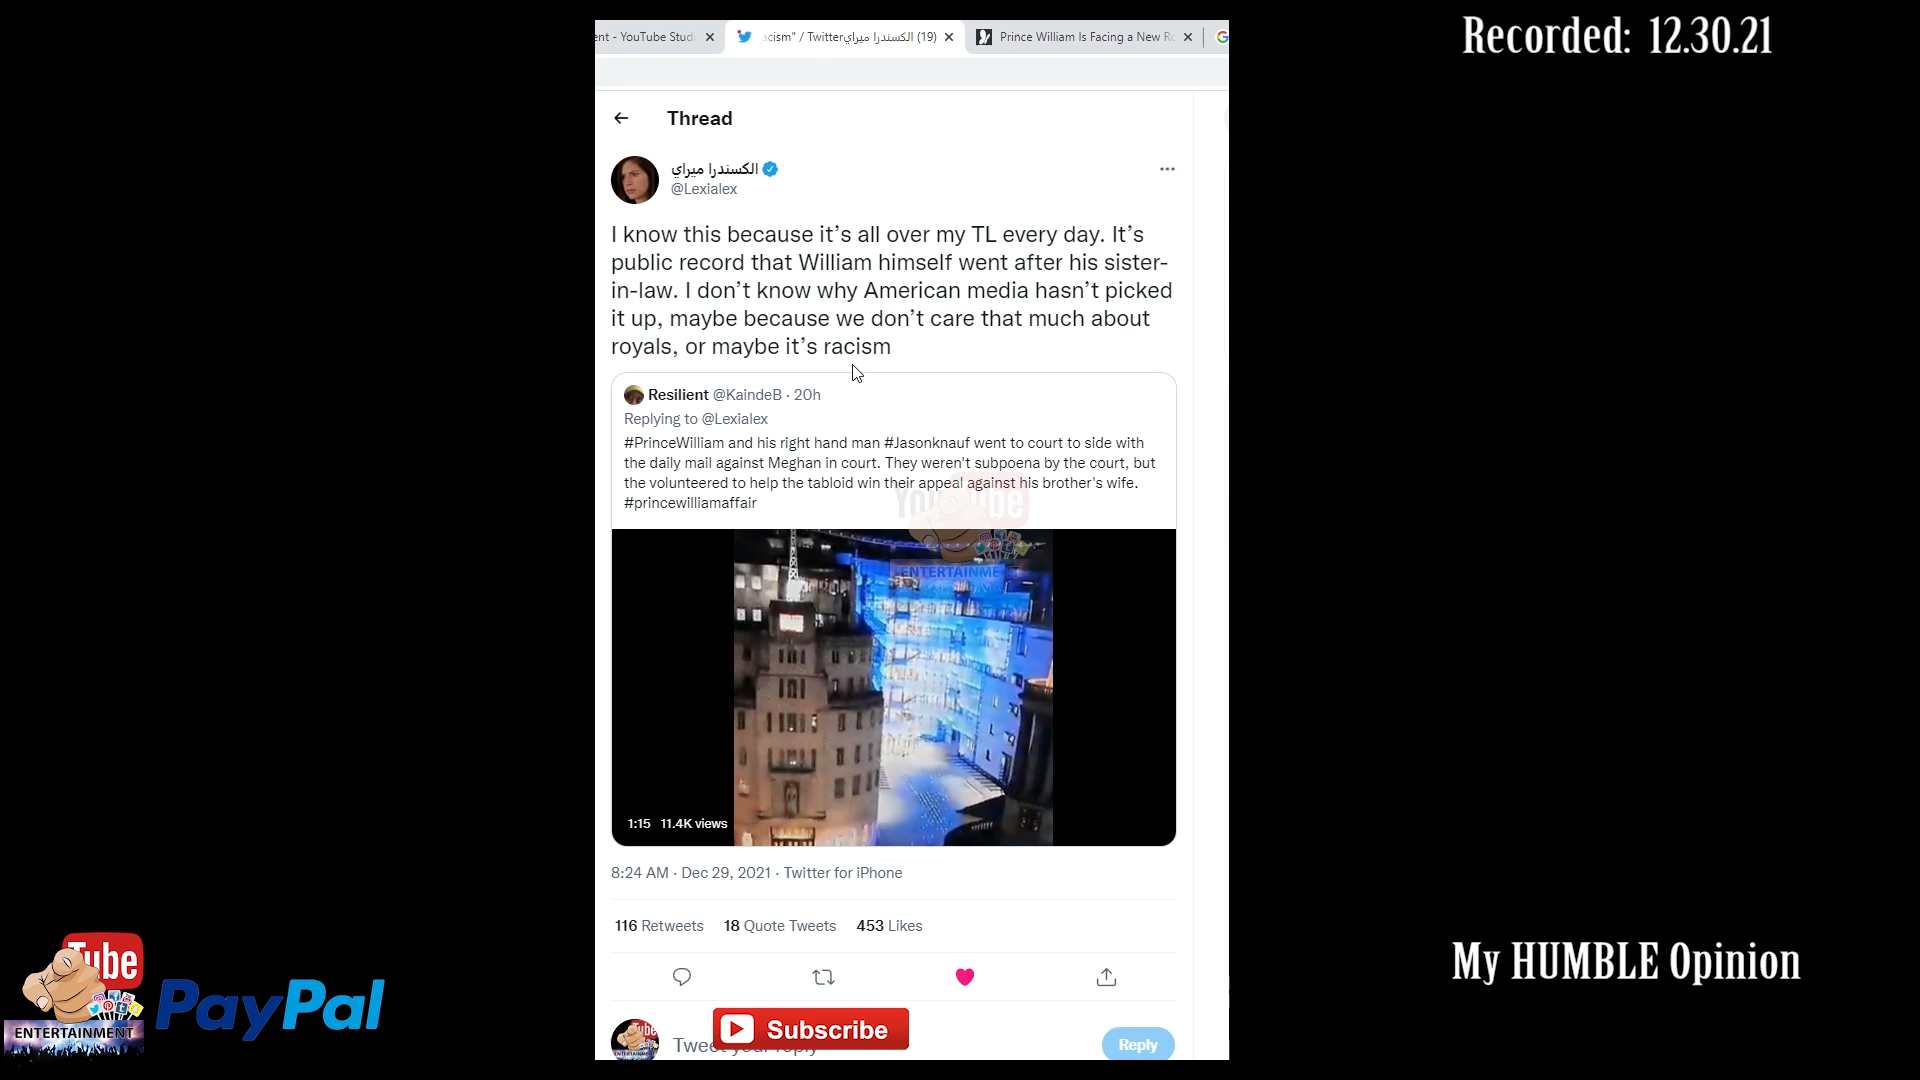 Recorded: 12.30.21
ent - YouTube Stud
acism" / Twitterالكسندرا ميراي (19)
Prince William Is Facing a New Ro
Thread
الكسندرا ميراي
@Lexialex
I know this because it’s all over my TL every day. It’s
public record that William himself went after his sister-
in-law. I don’t know why American media hasn’t picked
it up, maybe because we don’t care that much about
royals, or maybe it’s racism
Resilient @KaindeB · 20h
Replying to @Lexialex
#PrinceWilliam and his right hand man #Jasonknauf went to court to side with
the daily mail against Meghan in court. They weren't subpoena by the court, but
the volunteered to help the tabloid win their appeal against his brother's wife.
#princewilliamaffair
ENTERTAINMENT
1:15 11.4K views
8:24 AM · Dec 29, 2021 · Twitter for iPhone
116 Retweets 18 Quote Tweets 453 Likes
My HUMBLE Opinion
Tube
ENTERTAINMENT
PayPal
Subscribe
Tweet your reply
Reply